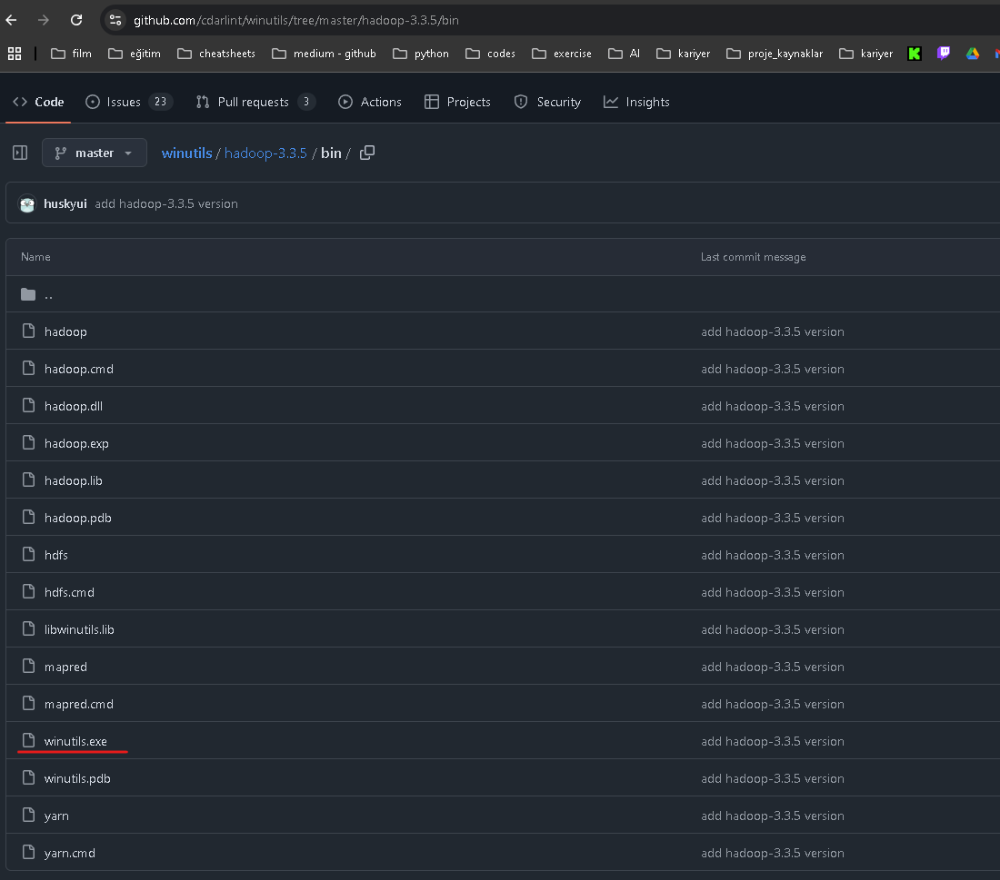 github.com/cdarlint/winutils/tree/master/hadoop-3.3.5/bin
film eğitim cheatsheets medium - github python codes exercise AI kariyer proje_kaynaklar kariyer
Code Issues 23 Pull requests 3 Actions Projects Security Insights
master winutils / hadoop-3.3.5 / bin /
huskyui add hadoop-3.3.5 version
Name Last commit message
..
hadoop add hadoop-3.3.5 version
hadoop.cmd add hadoop-3.3.5 version
hadoop.dll add hadoop-3.3.5 version
hadoop.exp add hadoop-3.3.5 version
hadoop.lib add hadoop-3.3.5 version
hadoop.pdb add hadoop-3.3.5 version
hdfs add hadoop-3.3.5 version
hdfs.cmd add hadoop-3.3.5 version
libwinutils.lib add hadoop-3.3.5 version
mapred add hadoop-3.3.5 version
mapred.cmd add hadoop-3.3.5 version
winutils.exe add hadoop-3.3.5 version
winutils.pdb add hadoop-3.3.5 version
yarn add hadoop-3.3.5 version
yarn.cmd add hadoop-3.3.5 version